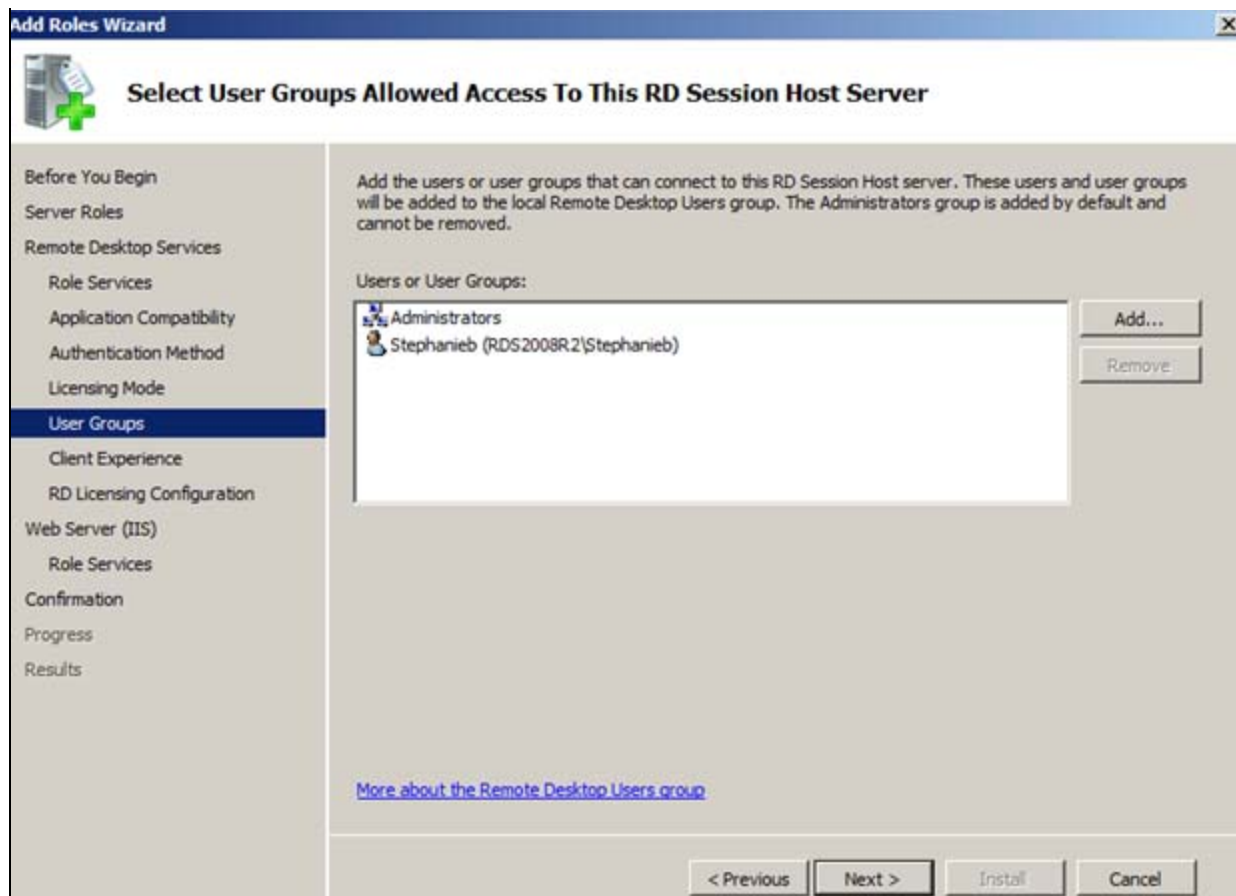 Add Roles Wizard
Select User Groups Allowed Access To This RD Session Host Server
Before You Begin
Server Roles
Remote Desktop Services
Role Services
Application Compatibility
Authentication Method
Licensing Mode
User Groups
Client Experience
RD Licensing Configuration
Web Server (IIS)
Role Services
Confirmation
Progress
Results
Add the users or user groups that can connect to this RD Session Host server. These users and user groups
will be added to the local Remote Desktop Users group. The Administrators group is added by default and
cannot be removed.
Users or User Groups:
Administrators
Stephanieb (RDS2008R2\Stephanieb)
Add...
Remove
More about the Remote Desktop Users group
< Previous
Next >
Install
Cancel